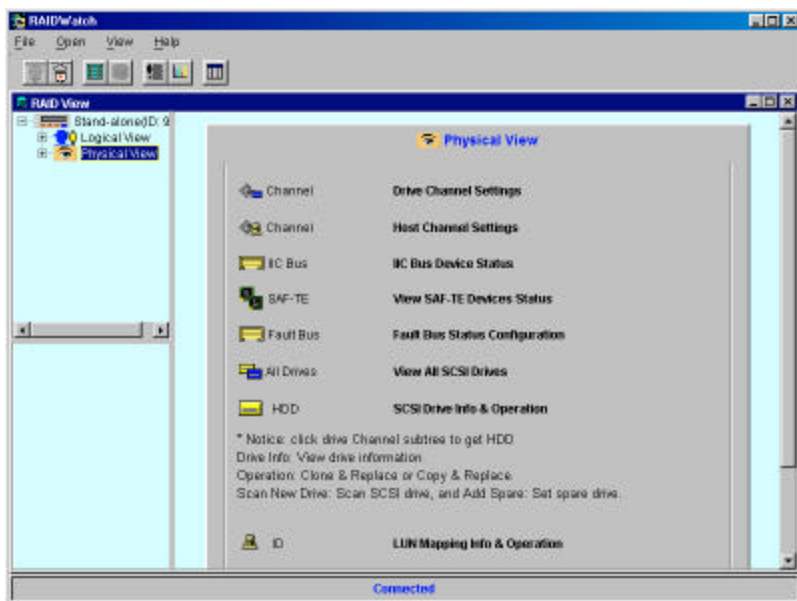 RAIDWatch
File Open View Help
RAID View
Stand-alone(ID: 9
Logical View
Physical View
Physical View
Channel Drive Channel Settings
Channel Host Channel Settings
IIC Bus IIC Bus Device Status
SAF-TE View SAF-TE Devices Status
Fault Bus Fault Bus Status Configuration
All Drives View All SCSI Drives
HDD SCSI Drive Info & Operation
* Notice: click drive Channel subtree to get HDD
Drive Info: View drive information.
Operation: Clone & Replace or Copy & Replace.
Scan New Drive: Scan SCSI drive, and Add Spare: Set spare drive.
ID LUN Mapping Info & Operation
Connected